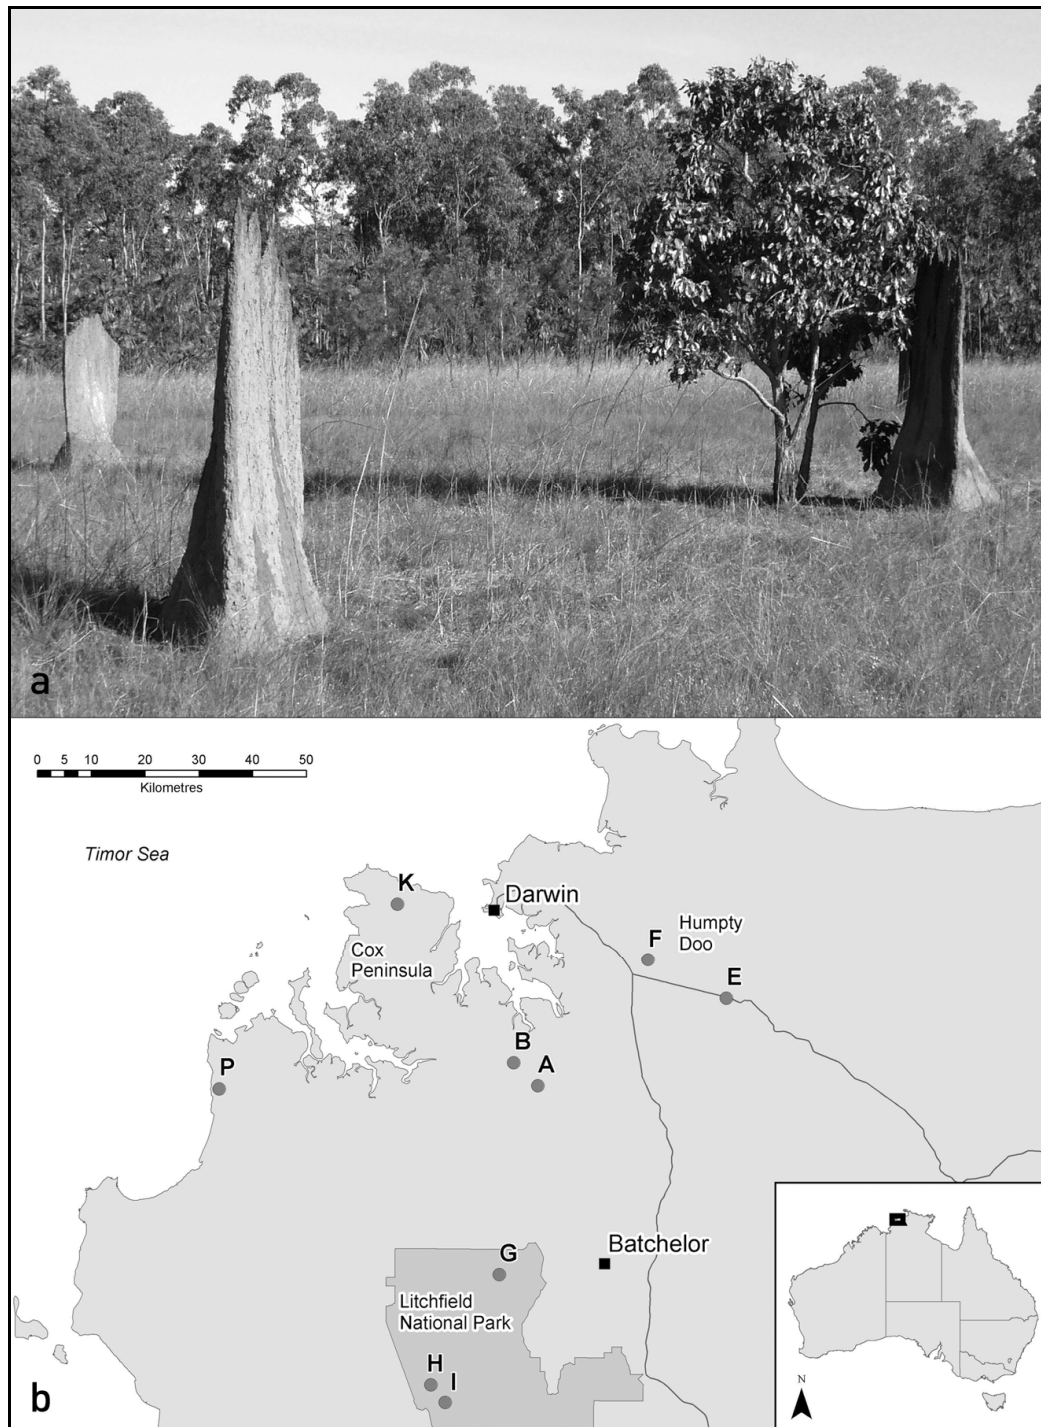 a
0 5 10 20 30 40 50
Kilometres
Timor Sea
K
Darwin
Cox
Peninsula
F
Humpty
Doo
E
B
A
P
G
Batchelor
Litchfield
National Park
H
I
N
b